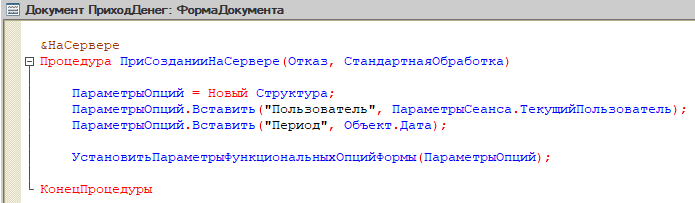 Документ ПриходДенег: ФормаДокумента
&НаСервере
Процедура ПриСозданииНаСервере(Отказ, СтандартнаяОбработка)
ПараметрыОпций = Новый Структура;
ПараметрыОпций.Вставить("Пользователь", ПараметрыСеанса.ТекущийПользователь);
ПараметрыОпций.Вставить("Период", Объект.Дата);
УстановитьПараметрыФункциональныхОпцийФормы(ПараметрыОпций);
КонецПроцедуры